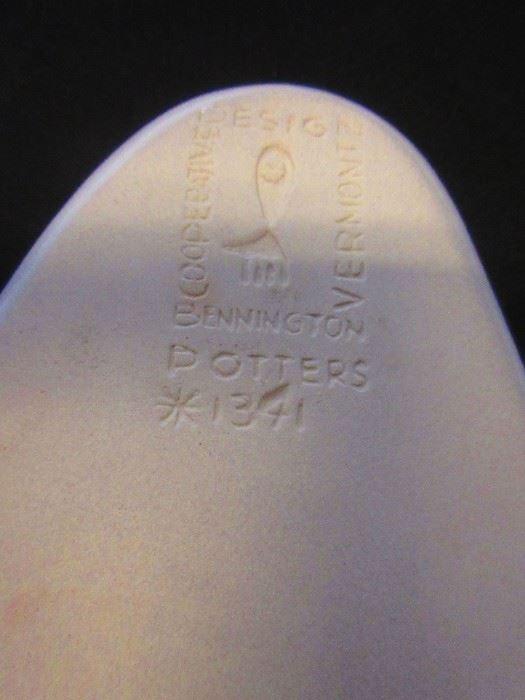 COOPERATIVE
DESIGN
VERMONT
BENNINGTON
POTTERS
*1341